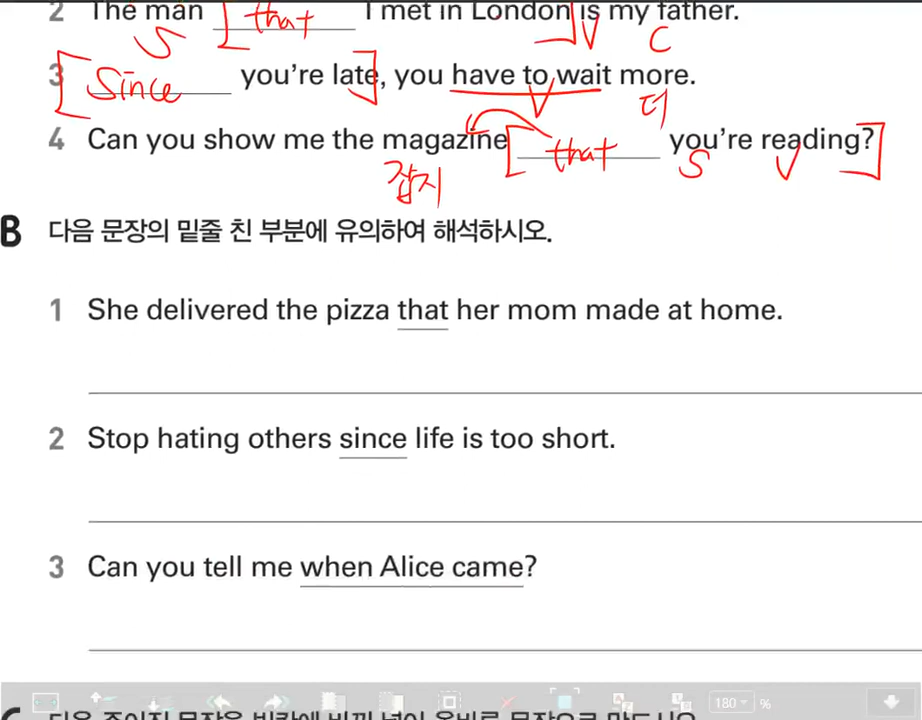 2 The man that I met in London is my father.
S V C
3 Since you're late, you have to wait more.
V 더
4 Can you show me the magazine that you're reading?
잡지 S V
B 다음 문장의 밑줄 친 부분에 유의하여 해석하시오.
1 She delivered the pizza that her mom made at home.
2 Stop hating others since life is too short.
3 Can you tell me when Alice came?
180 %